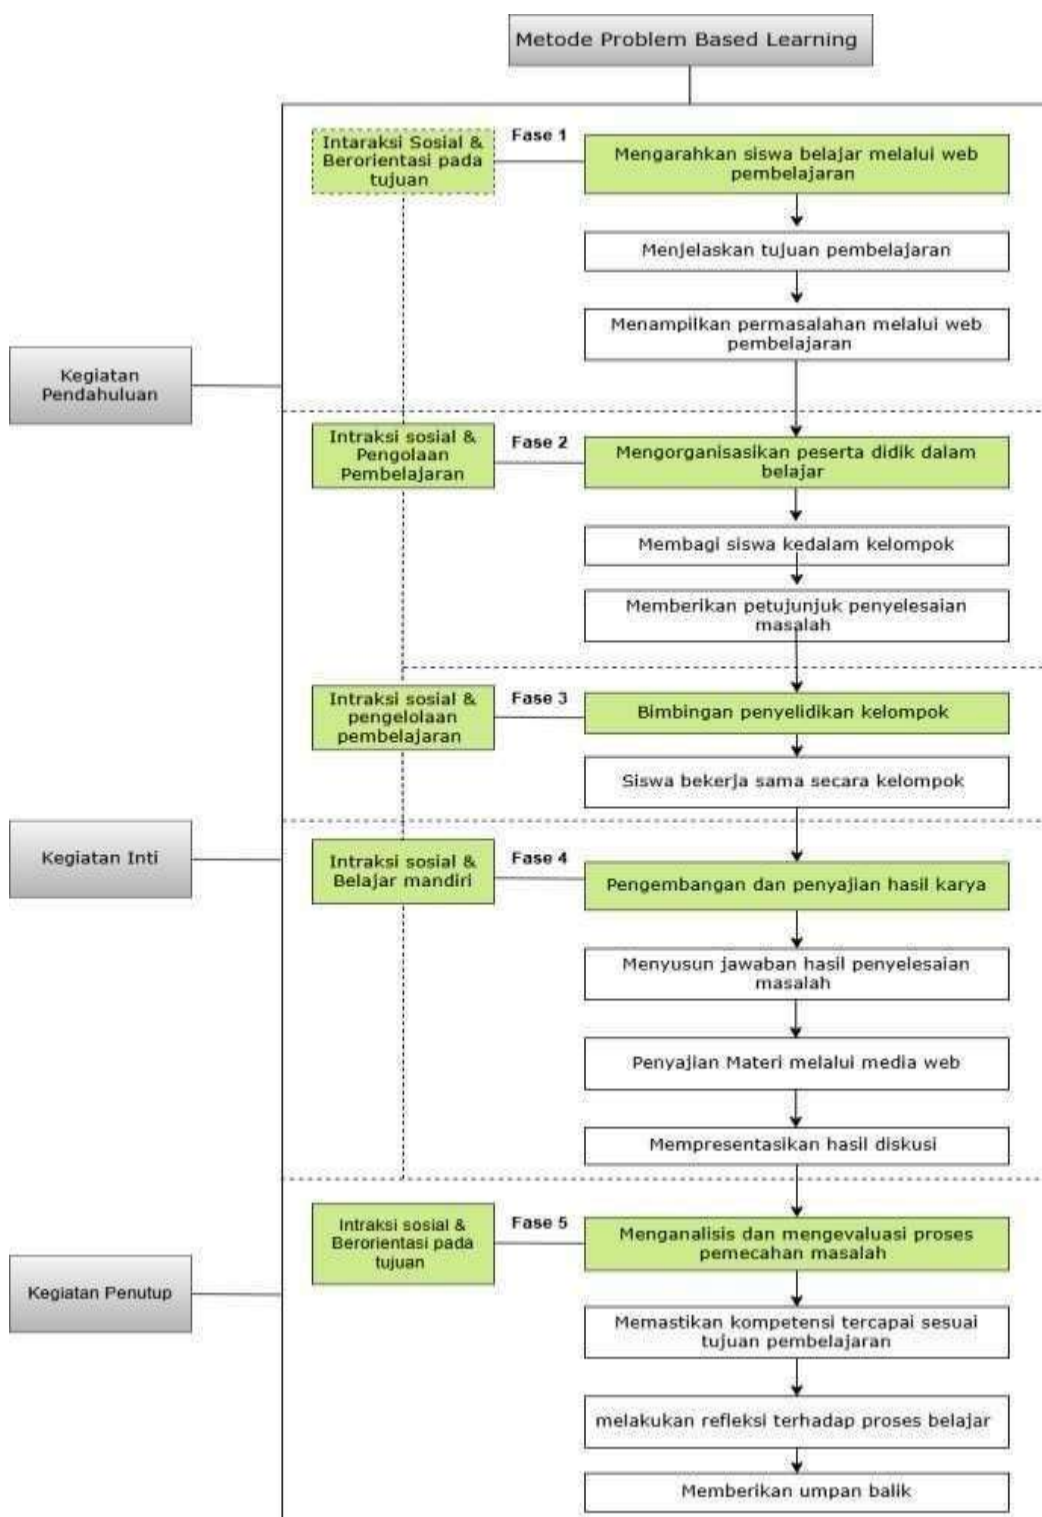 Metode Problem Based Learning
Intaraksi Sosial &
Berorientasi pada
tujuan
Fase 1
Mengarahkan siswa belajar melalui web
pembelajaran
Menjelaskan tujuan pembelajaran
Menampilkan permasalahan melalui web
pembelajaran
Kegiatan
Pendahuluan
Intraksi sosial &
Pengolaan
Pembelajaran
Fase 2
Mengorganisasikan peserta didik dalam
belajar
Membagi siswa kedalam kelompok
Memberikan petujunjuk penyelesaian
masalah
Intraksi sosial &
pengelolaan
pembelajaran
Fase 3
Bimbingan penyelidikan kelompok
Siswa bekerja sama secara kelompok
Kegiatan Inti
Intraksi sosial &
Belajar mandiri
Fase 4
Pengembangan dan penyajian hasil karya
Menyusun jawaban hasil penyelesaian
masalah
Penyajian Materi melalui media web
Mempresentasikan hasil diskusi
Intraksi sosial &
Berorientasi pada
tujuan
Fase 5
Menganalisis dan mengevaluasi proses
pemecahan masalah
Kegiatan Penutup
Memastikan kompetensi tercapai sesuai
tujuan pembelajaran
melakukan refleksi terhadap proses belajar
Memberikan umpan balik